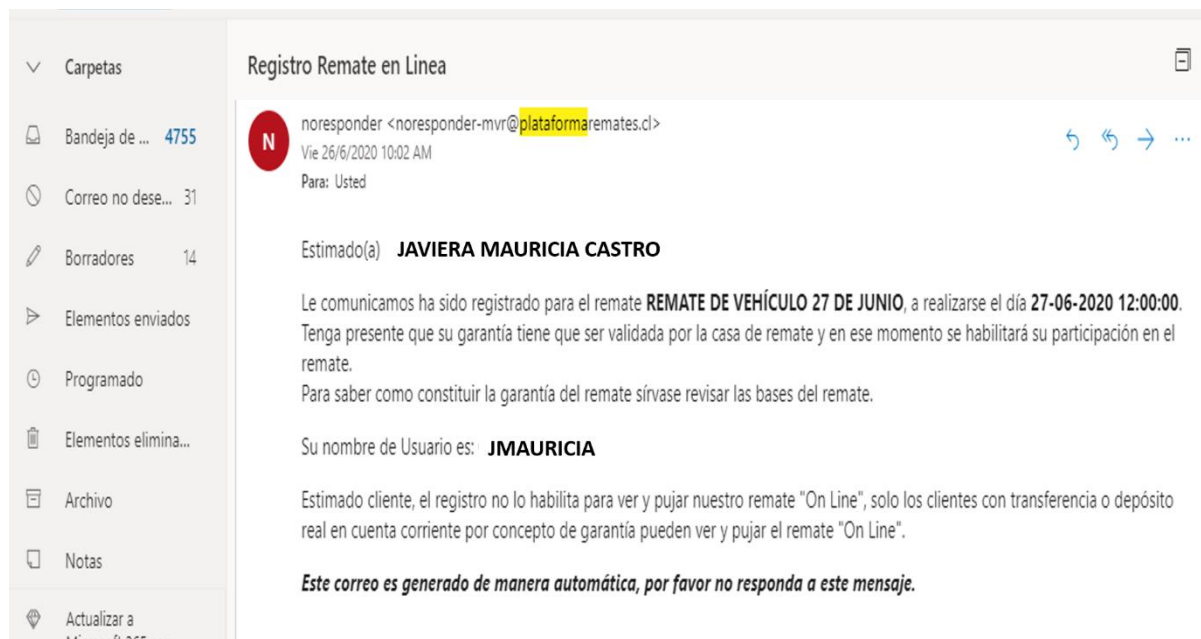 Carpetas
Bandeja de ... 4755
Correo no dese... 31
Borradores 14
Elementos enviados
Programado
Elementos elimina...
Archivo
Notas
Actualizar a
Registro Remate en Linea
N
noresponder <noresponder-mvr@plataformaremates.cl>
Vie 26/6/2020 10:02 AM
Para: Usted
Estimado(a) JAVIERA MAURICIA CASTRO
Le comunicamos ha sido registrado para el remate REMATE DE VEHÍCULO 27 DE JUNIO, a realizarse el día 27-06-2020 12:00:00.
Tenga presente que su garantía tiene que ser validada por la casa de remate y en ese momento se habilitará su participación en el
remate.
Para saber como constituir la garantía del remate sírvase revisar las bases del remate.
Su nombre de Usuario es: JMAURICIA
Estimado cliente, el registro no lo habilita para ver y pujar nuestro remate "On Line", solo los clientes con transferencia o depósito
real en cuenta corriente por concepto de garantía pueden ver y pujar el remate "On Line".
Este correo es generado de manera automática, por favor no responda a este mensaje.